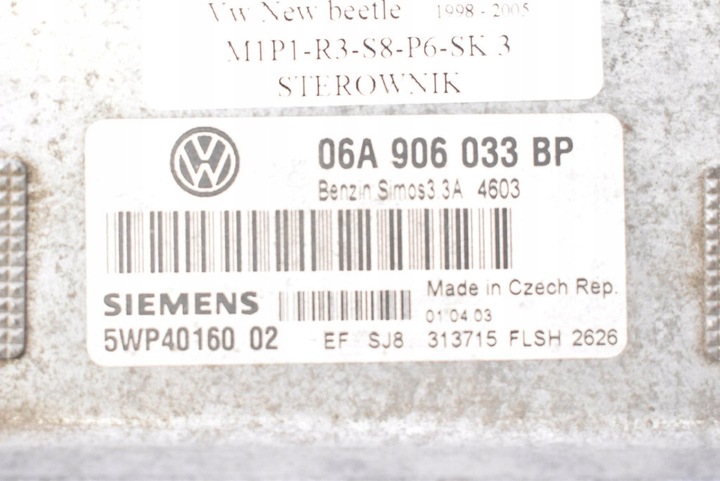 Vw New beetle 1998 - 2005
M1P1-R3-S8-P6-SK 3
STEROWNIK
VW
06A 906 033 BP
Benzin Simos3.3A 4603
Made in Czech Rep.
SIEMENS
01 04 03
5WP40160 02
EF SJ8 313715 FLSH 2626